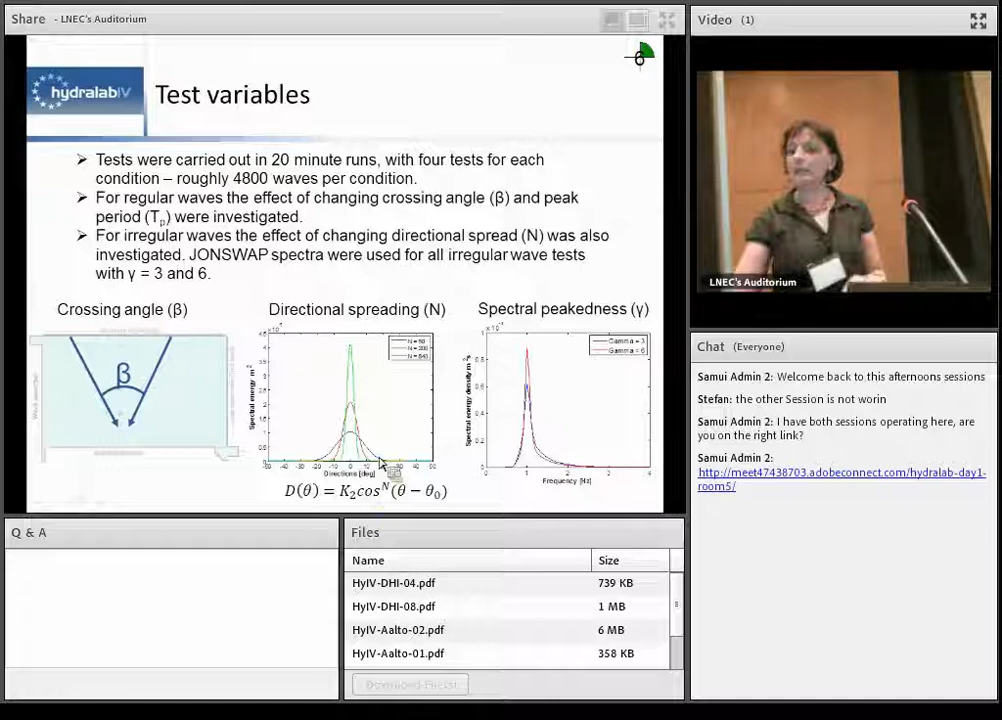 Share - LNEC's Auditorium
6
hydralabIV
Test variables
➢ Tests were carried out in 20 minute runs, with four tests for each
condition – roughly 4800 waves per condition.
➢ For regular waves the effect of changing crossing angle (β) and peak
period (Tp) were investigated.
➢ For irregular waves the effect of changing directional spread (N) was also
investigated. JONSWAP spectra were used for all irregular wave tests
with γ = 3 and 6.
Crossing angle (β)
Directional spreading (N)
Spectral peakedness (γ)
β
Spectral energy m²
N = 50
N = 200
Directions [deg]
D(θ) = K₂cosᴺ(θ − θ₀)
Spectral energy density m²s
Gamma = 3
Gamma = 6
Frequency [Hz]
Q & A
Files
Name Size
HyIV-DHI-04.pdf 739 KB
HyIV-DHI-08.pdf 1 MB
HyIV-Aalto-02.pdf 6 MB
HyIV-Aalto-01.pdf 358 KB
Download File(s)
Video (1)
LNEC's Auditorium
Chat (Everyone)
Samui Admin 2: Welcome back to this afternoons sessions
Stefan: the other Session is not worin
Samui Admin 2: I have both sessions operating here, are
you on the right link?
Samui Admin 2:
http://meet47438703.adobeconnect.com/hydralab-day1-
room5/